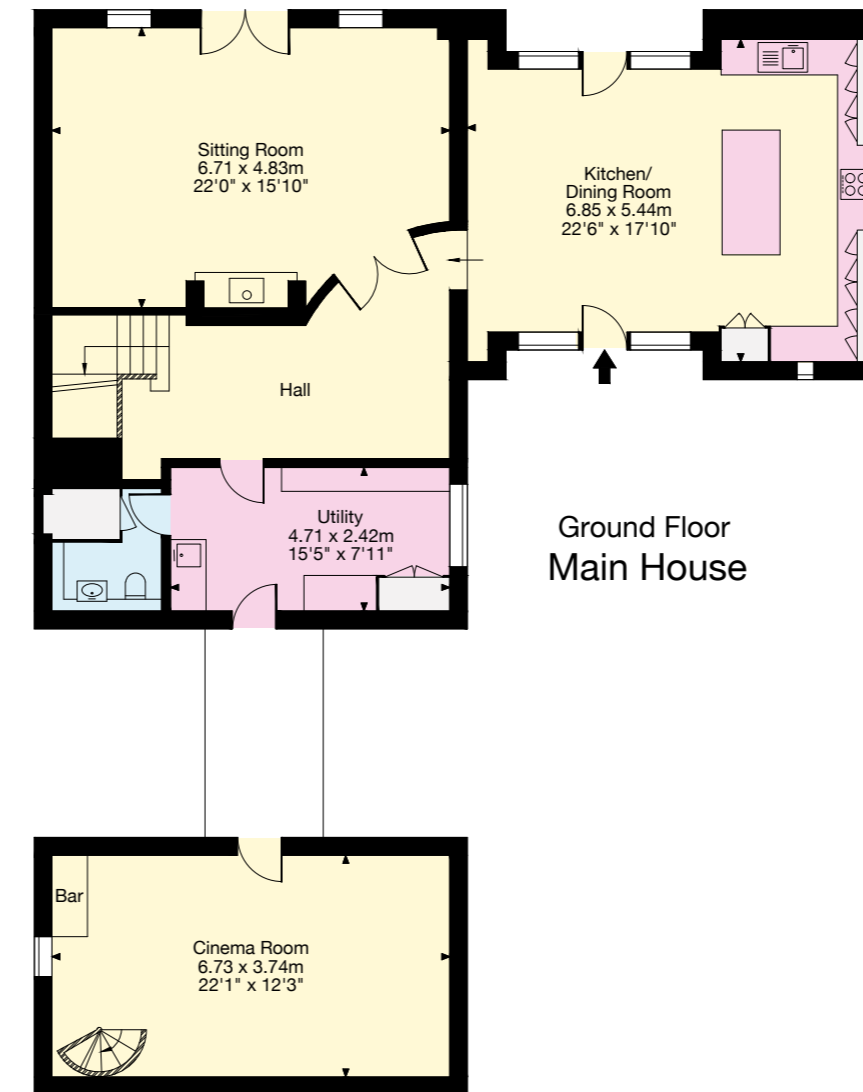 Sitting Room
6.71 x 4.83m
22'0" x 15'10"
Kitchen/
Dining Room
6.85 x 5.44m
22'6" x 17'10"
Hall
Utility
4.71 x 2.42m
15'5" x 7'11"
Ground Floor
Main House
Bar
Cinema Room
6.73 x 3.74m
22'1" x 12'3"